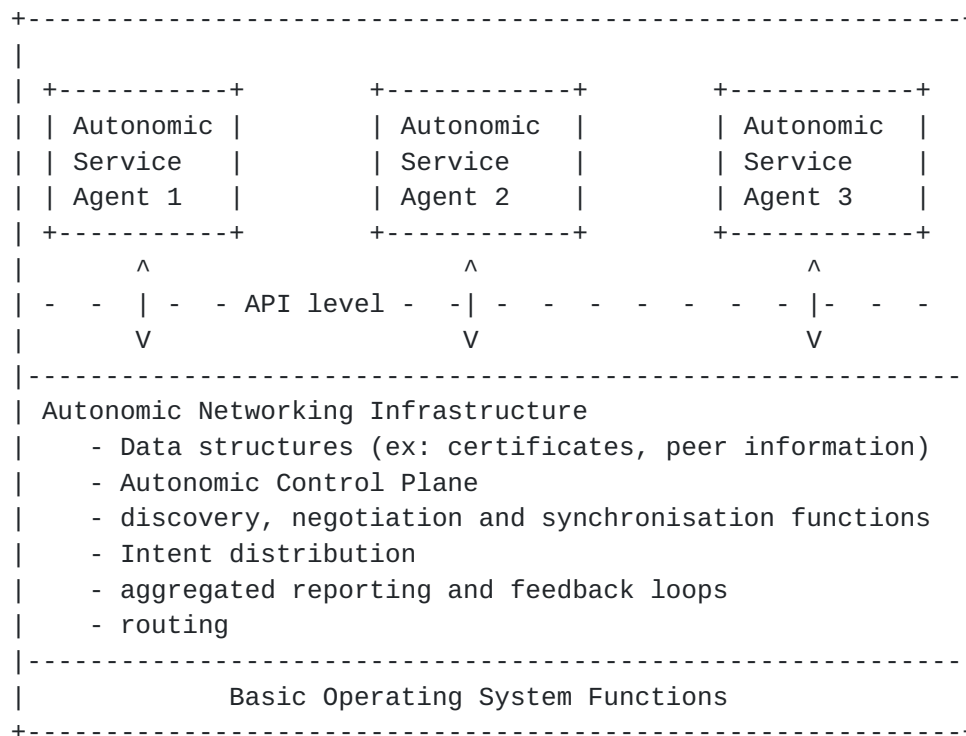 Autonomic Autonomic Autonomic
Service Service Service
Agent 1 Agent 2 Agent 3
API level
Autonomic Networking Infrastructure
- Data structures (ex: certificates, peer information)
- Autonomic Control Plane
- discovery, negotiation and synchronisation functions
- Intent distribution
- aggregated reporting and feedback loops
- routing
Basic Operating System Functions